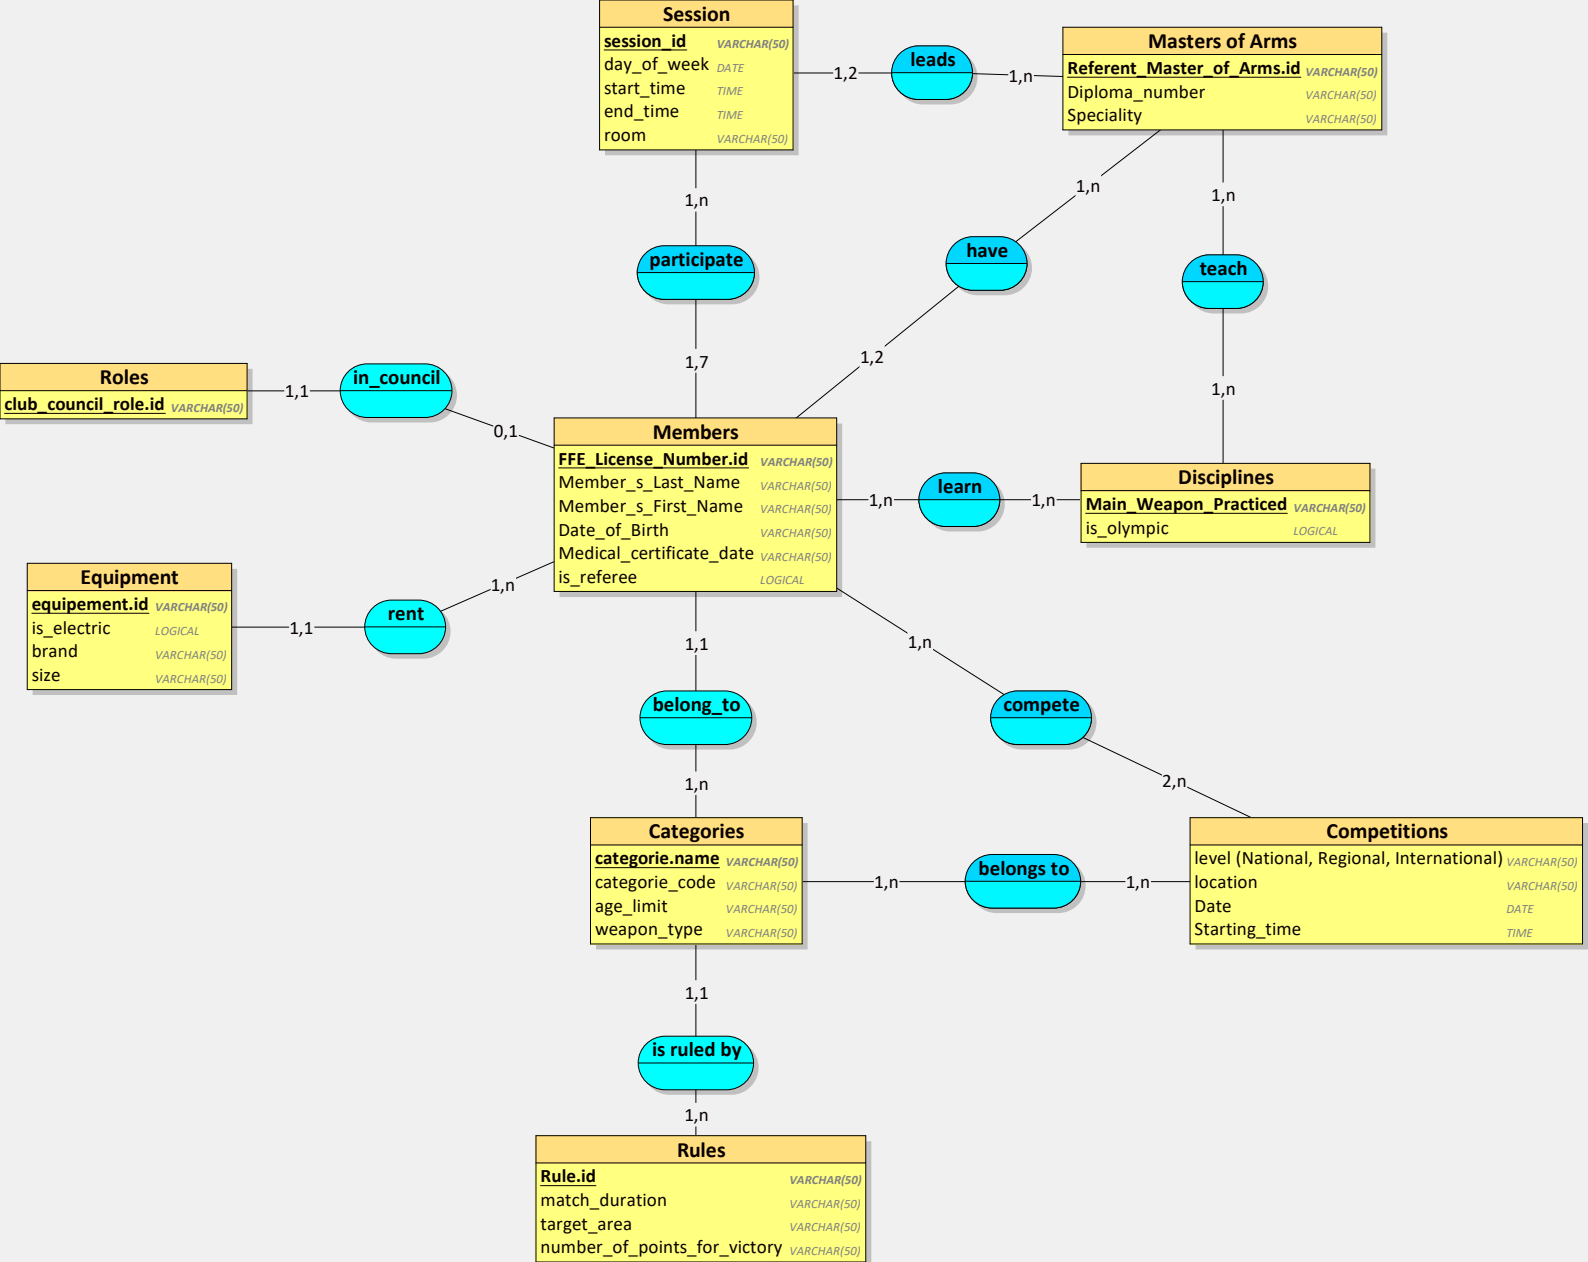 Session
session_id VARCHAR(50)
day_of_week DATE
start_time TIME
end_time TIME
room VARCHAR(50)
1,2
leads
1,n
Masters of Arms
Referent_Master_of_Arms.id VARCHAR(50)
Diploma_number VARCHAR(50)
Speciality VARCHAR(50)
1,n
participate
1,7
1,n
have
1,2
1,n
teach
1,n
Roles
club_council_role.id VARCHAR(50)
1,1
in_council
0,1
Members
FFE_License_Number.id VARCHAR(50)
Member_s_Last_Name VARCHAR(50)
Member_s_First_Name VARCHAR(50)
Date_of_Birth VARCHAR(50)
Medical_certificate_date VARCHAR(50)
is_referee LOGICAL
1,n
learn
1,n
Disciplines
Main_Weapon_Practiced VARCHAR(50)
is_olympic LOGICAL
Equipment
equipement.id VARCHAR(50)
is_electric LOGICAL
brand VARCHAR(50)
size VARCHAR(50)
1,1
rent
1,n
1,1
belong_to
1,n
1,n
compete
2,n
Categories
categorie.name VARCHAR(50)
categorie_code VARCHAR(50)
age_limit VARCHAR(50)
weapon_type VARCHAR(50)
1,n
belongs to
1,n
Competitions
level (National, Regional, International) VARCHAR(50)
location VARCHAR(50)
Date DATE
Starting_time TIME
1,1
is ruled by
1,n
Rules
Rule.id VARCHAR(50)
match_duration VARCHAR(50)
target_area VARCHAR(50)
number_of_points_for_victory VARCHAR(50)